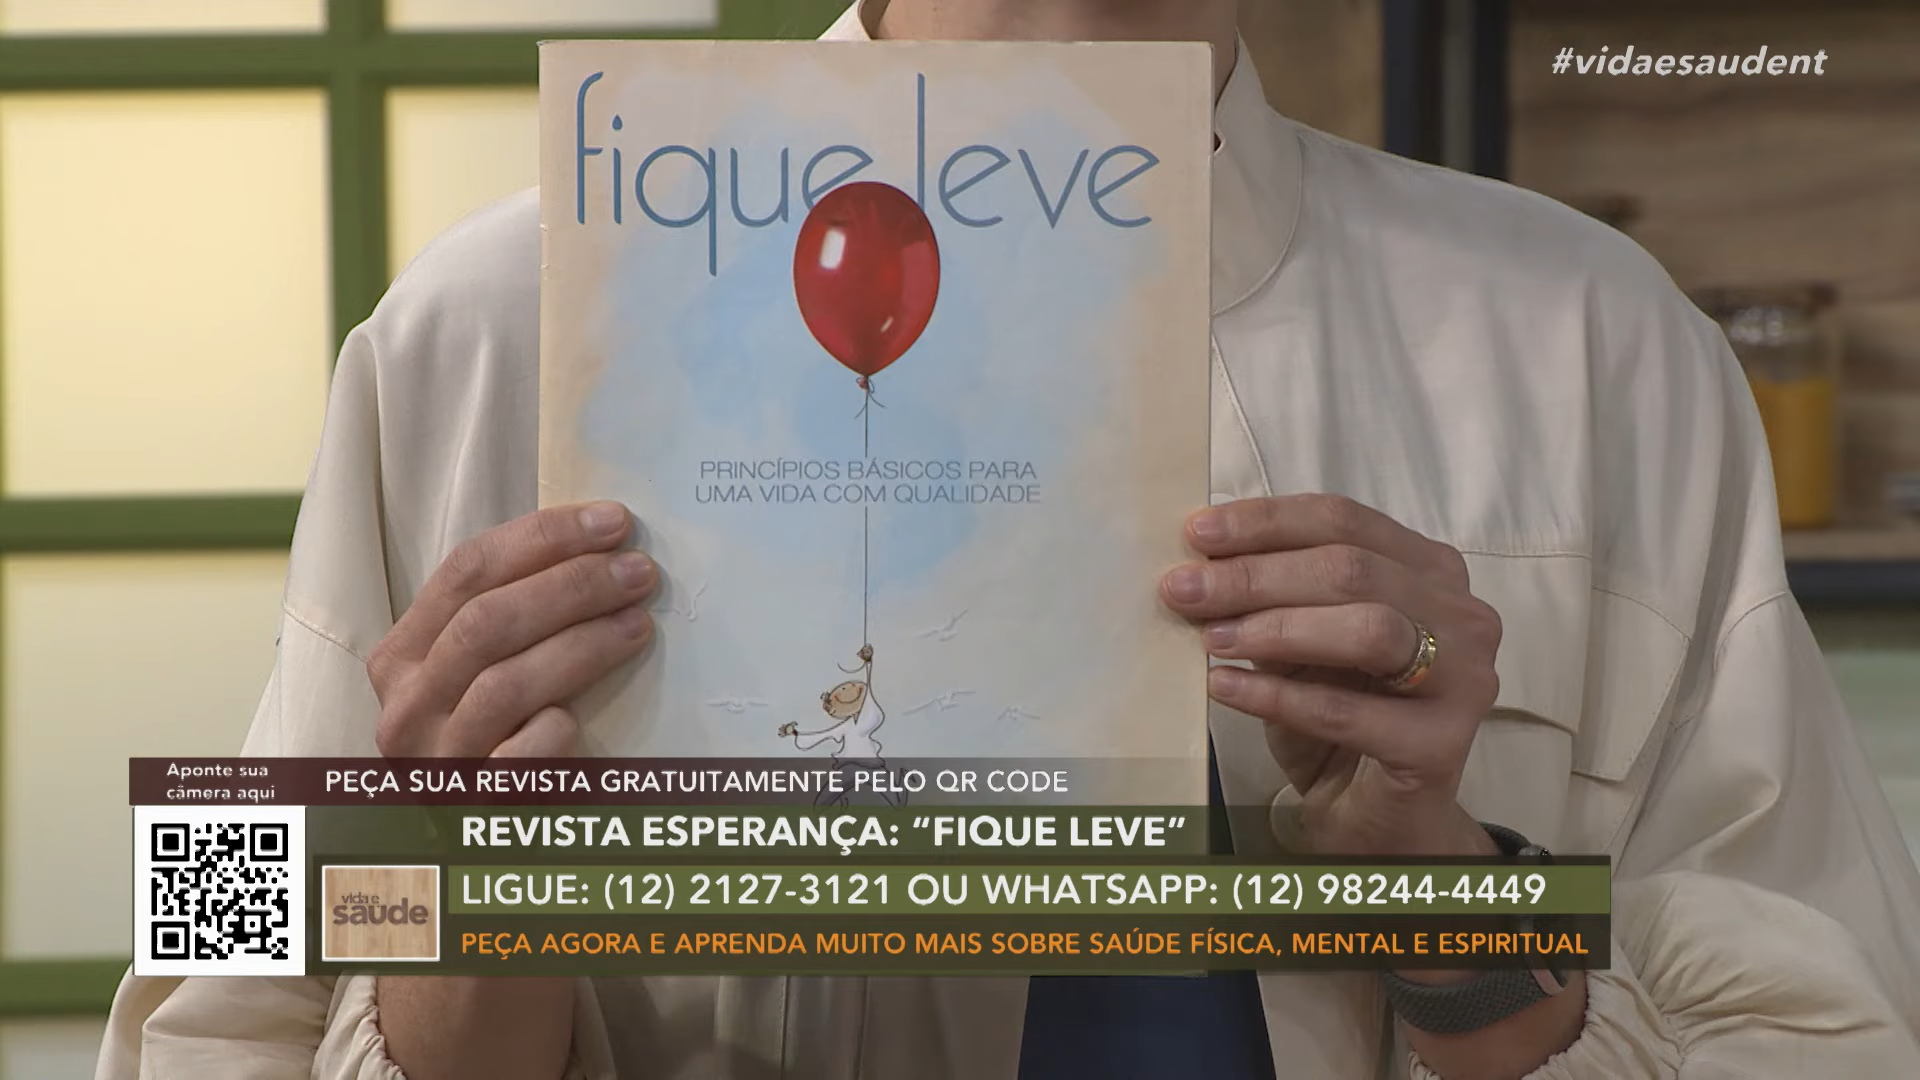 #vidaesaudent
fique leve
PRINCÍPIOS BÁSICOS PARA
UMA VIDA COM QUALIDADE
Aponte sua
câmera aqui
PEÇA SUA REVISTA GRATUITAMENTE PELO QR CODE
REVISTA ESPERANÇA: “FIQUE LEVE”
vida e
saúde
LIGUE: (12) 2127-3121 OU WHATSAPP: (12) 98244-4449
PEÇA AGORA E APRENDA MUITO MAIS SOBRE SAÚDE FÍSICA, MENTAL E ESPIRITUAL